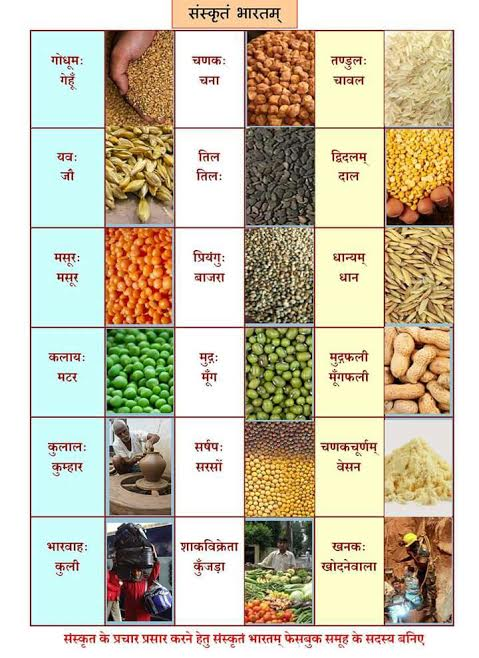 संस्कृतं भारतम्
गोधूमः
गेहूँ
चणकः
चना
तण्डुलः
चावल
यवः
जौ
तिल
तिलः
द्विदलम्
दाल
मसूरः
मसूर
प्रियंगुः
बाजरा
धान्यम्
धान
कलायः
मटर
मुद्गः
मूँग
मुद्गफली
मूँगफली
कुलालः
कुम्हार
सर्षपः
सरसों
चणकचूर्णम्
वेसन
भारवाहः
कुली
शाकविक्रेता
कुँजड़ा
खनकः
खोदनेवाला
संस्कृत के प्रचार प्रसार करने हेतु संस्कृतं भारतम् फेसबुक समूह के सदस्य बनिए